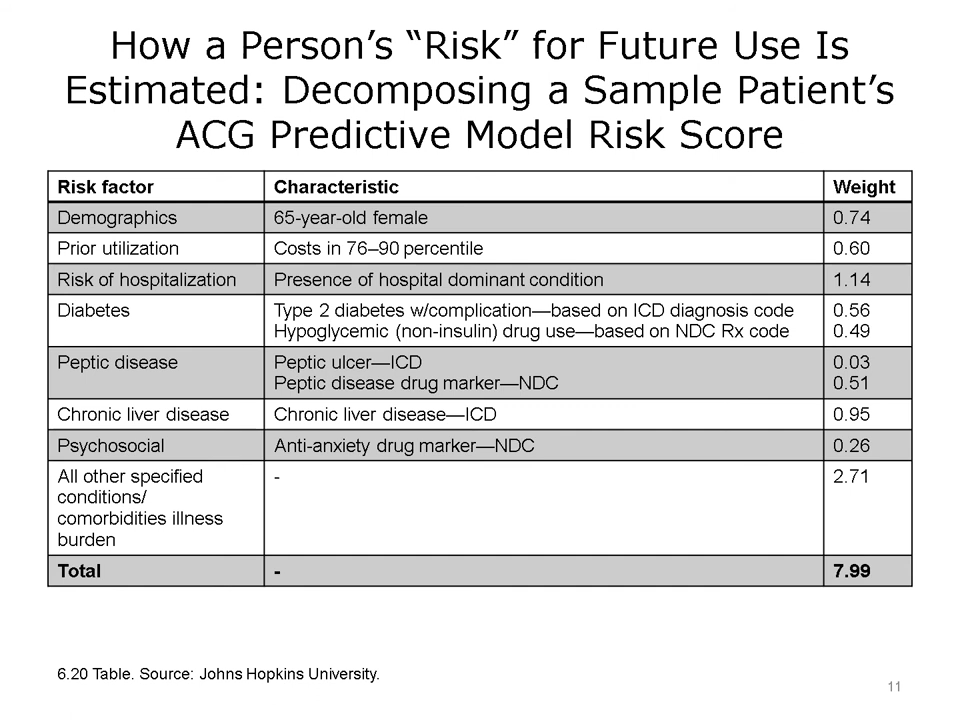 How a Person’s “Risk” for Future Use Is
Estimated: Decomposing a Sample Patient’s
ACG Predictive Model Risk Score
Risk factor Characteristic Weight
Demographics 65-year-old female 0.74
Prior utilization Costs in 76–90 percentile 0.60
Risk of hospitalization Presence of hospital dominant condition 1.14
Diabetes Type 2 diabetes w/complication—based on ICD diagnosis code 0.56
Hypoglycemic (non-insulin) drug use—based on NDC Rx code 0.49
Peptic disease Peptic ulcer—ICD 0.03
Peptic disease drug marker—NDC 0.51
Chronic liver disease Chronic liver disease—ICD 0.95
Psychosocial Anti-anxiety drug marker—NDC 0.26
All other specified - 2.71
conditions/
comorbidities illness
burden
Total - 7.99
6.20 Table. Source: Johns Hopkins University.
11